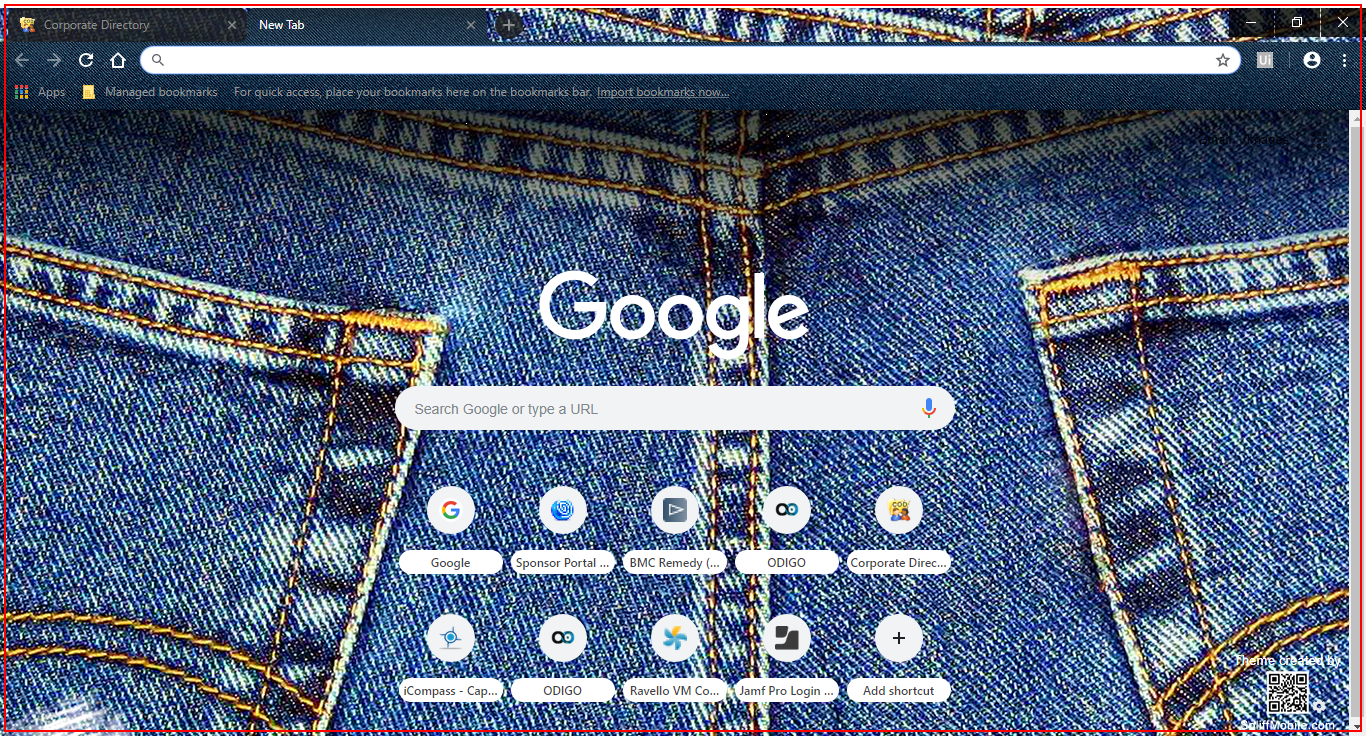 Corporate Directory
New Tab
Ui
Apps
Managed bookmarks
For quick access, place your bookmarks here on the bookmarks bar. Import bookmarks now...
Google
Search Google or type a URL
Google
Sponsor Portal ...
BMC Remedy (...
ODIGO
Corporate Direc...
iCompass - Cap...
ODIGO
Ravello VM Co...
Jamf Pro Login ...
Add shortcut
Theme created by